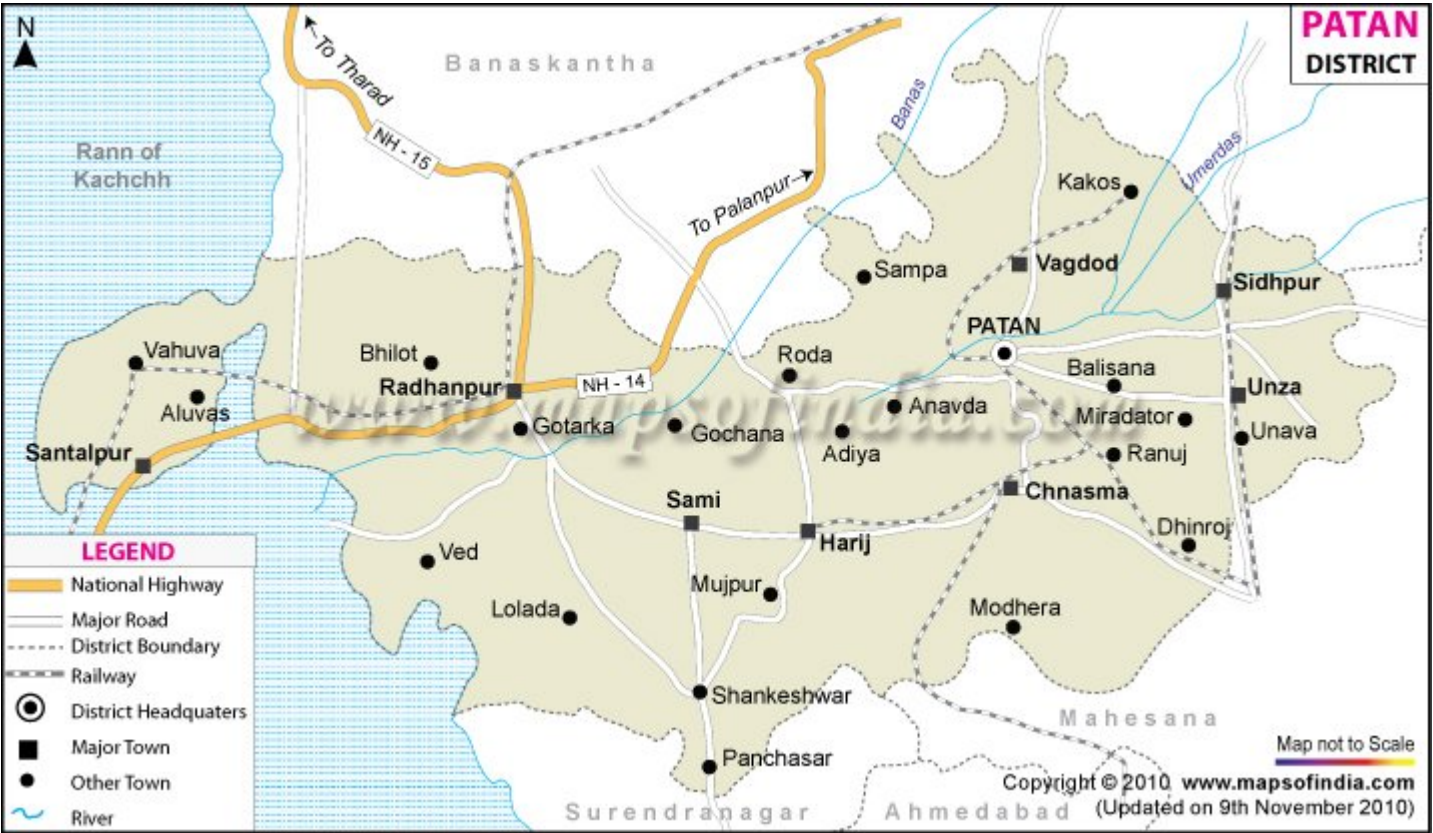 N
PATAN
DISTRICT
To Tharad
Banaskantha
Banas
NH - 15
Rann of
Kachchh
Umerdas
To Palanpur
Kakos
Sampa
Vagdod
Sidhpur
PATAN
Vahuva
Bhilot
Roda
Balisana
Radhanpur
NH - 14
Unza
www.mapsofindia.com
Aluvas
Anavda
Miradator
Gotarka
Gochana
Adiya
Unava
Santalpur
Ranuj
Sami
Chnasma
Harij
Dhinroj
Ved
Mujpur
Lolada
Modhera
Shankeshwar
Mahesana
Panchasar
Surendranagar
Ahmedabad
LEGEND
National Highway
Major Road
District Boundary
Railway
District Headquaters
Major Town
Other Town
River
Map not to Scale
Copyright © 2010 www.mapsofindia.com
(Updated on 9th November 2010)